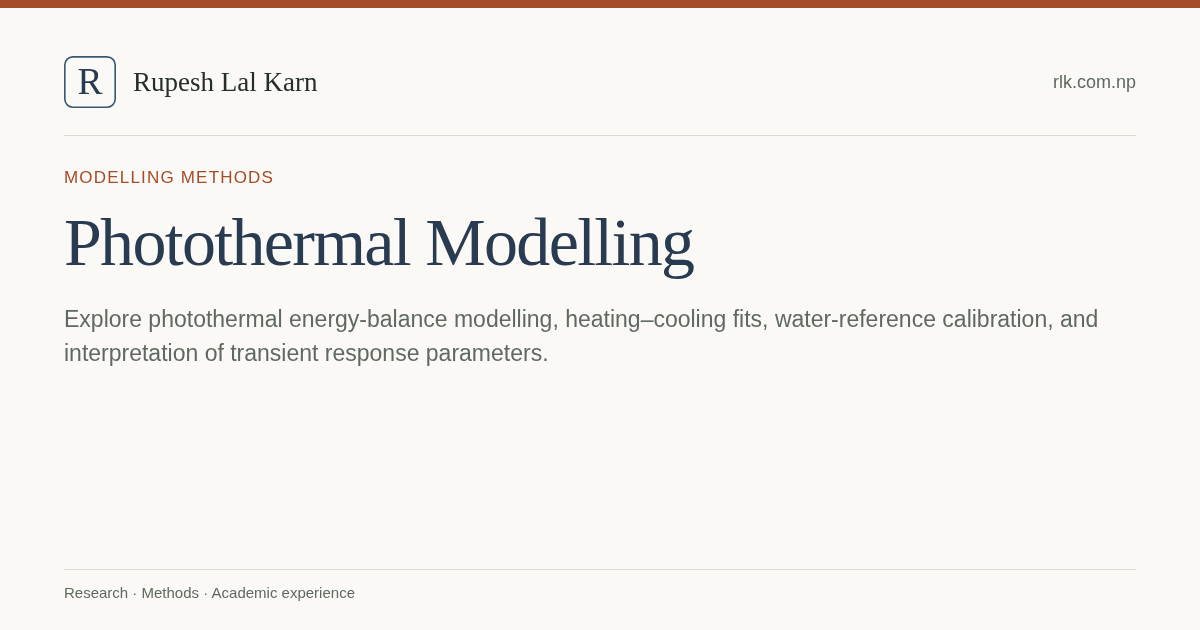 R
Rupesh Lal Karn
rlk.com.np
MODELLING METHODS
Photothermal Modelling
Explore photothermal energy-balance modelling, heating–cooling fits, water-reference calibration, and
interpretation of transient response parameters.
Research · Methods · Academic experience